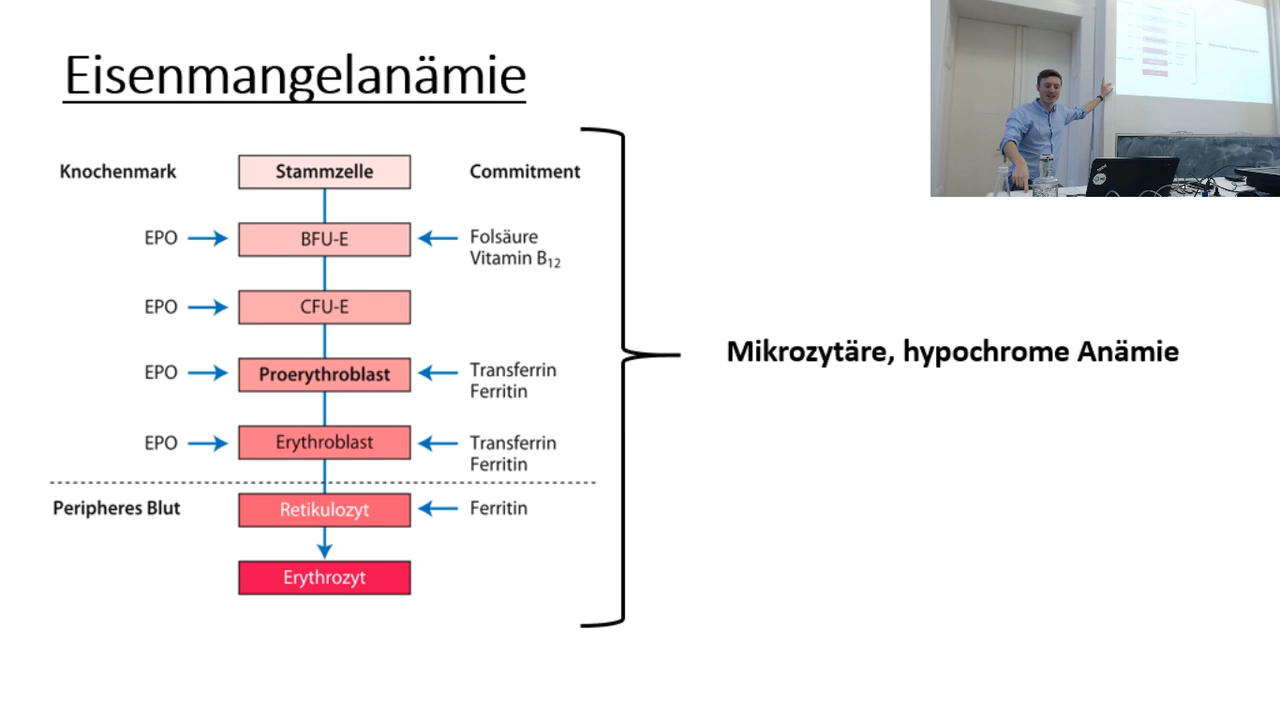 Eisenmangelanämie
Knochenmark
Stammzelle
Commitment
EPO
BFU-E
Folsäure
Vitamin B₁₂
EPO
CFU-E
EPO
Proerythroblast
Transferrin
Ferritin
EPO
Erythroblast
Transferrin
Ferritin
Peripheres Blut
Retikulozyt
Ferritin
Erythrozyt
Mikrozytäre, hypochrome Anämie